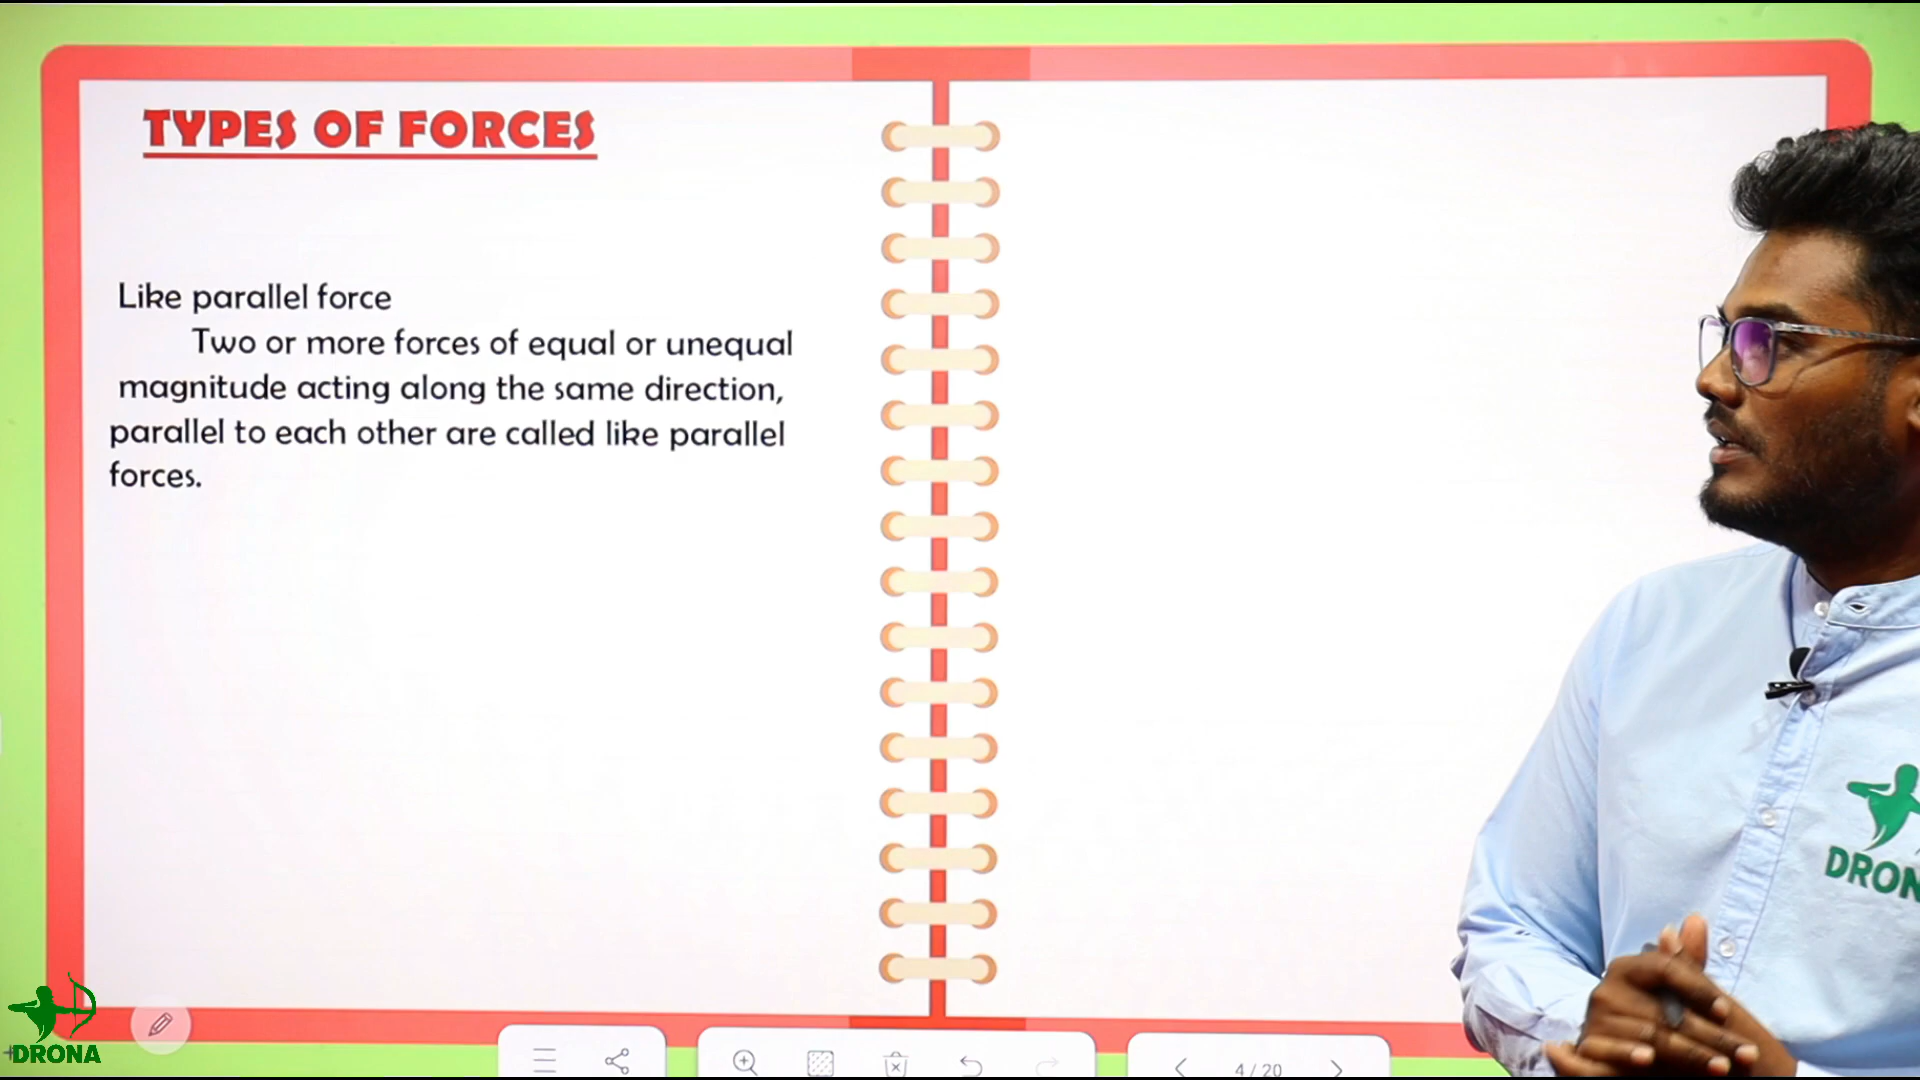 TYPES OF FORCES
Like parallel force
Two or more forces of equal or unequal
magnitude acting along the same direction,
parallel to each other are called like parallel
forces.
DRONA
DRON
4/20